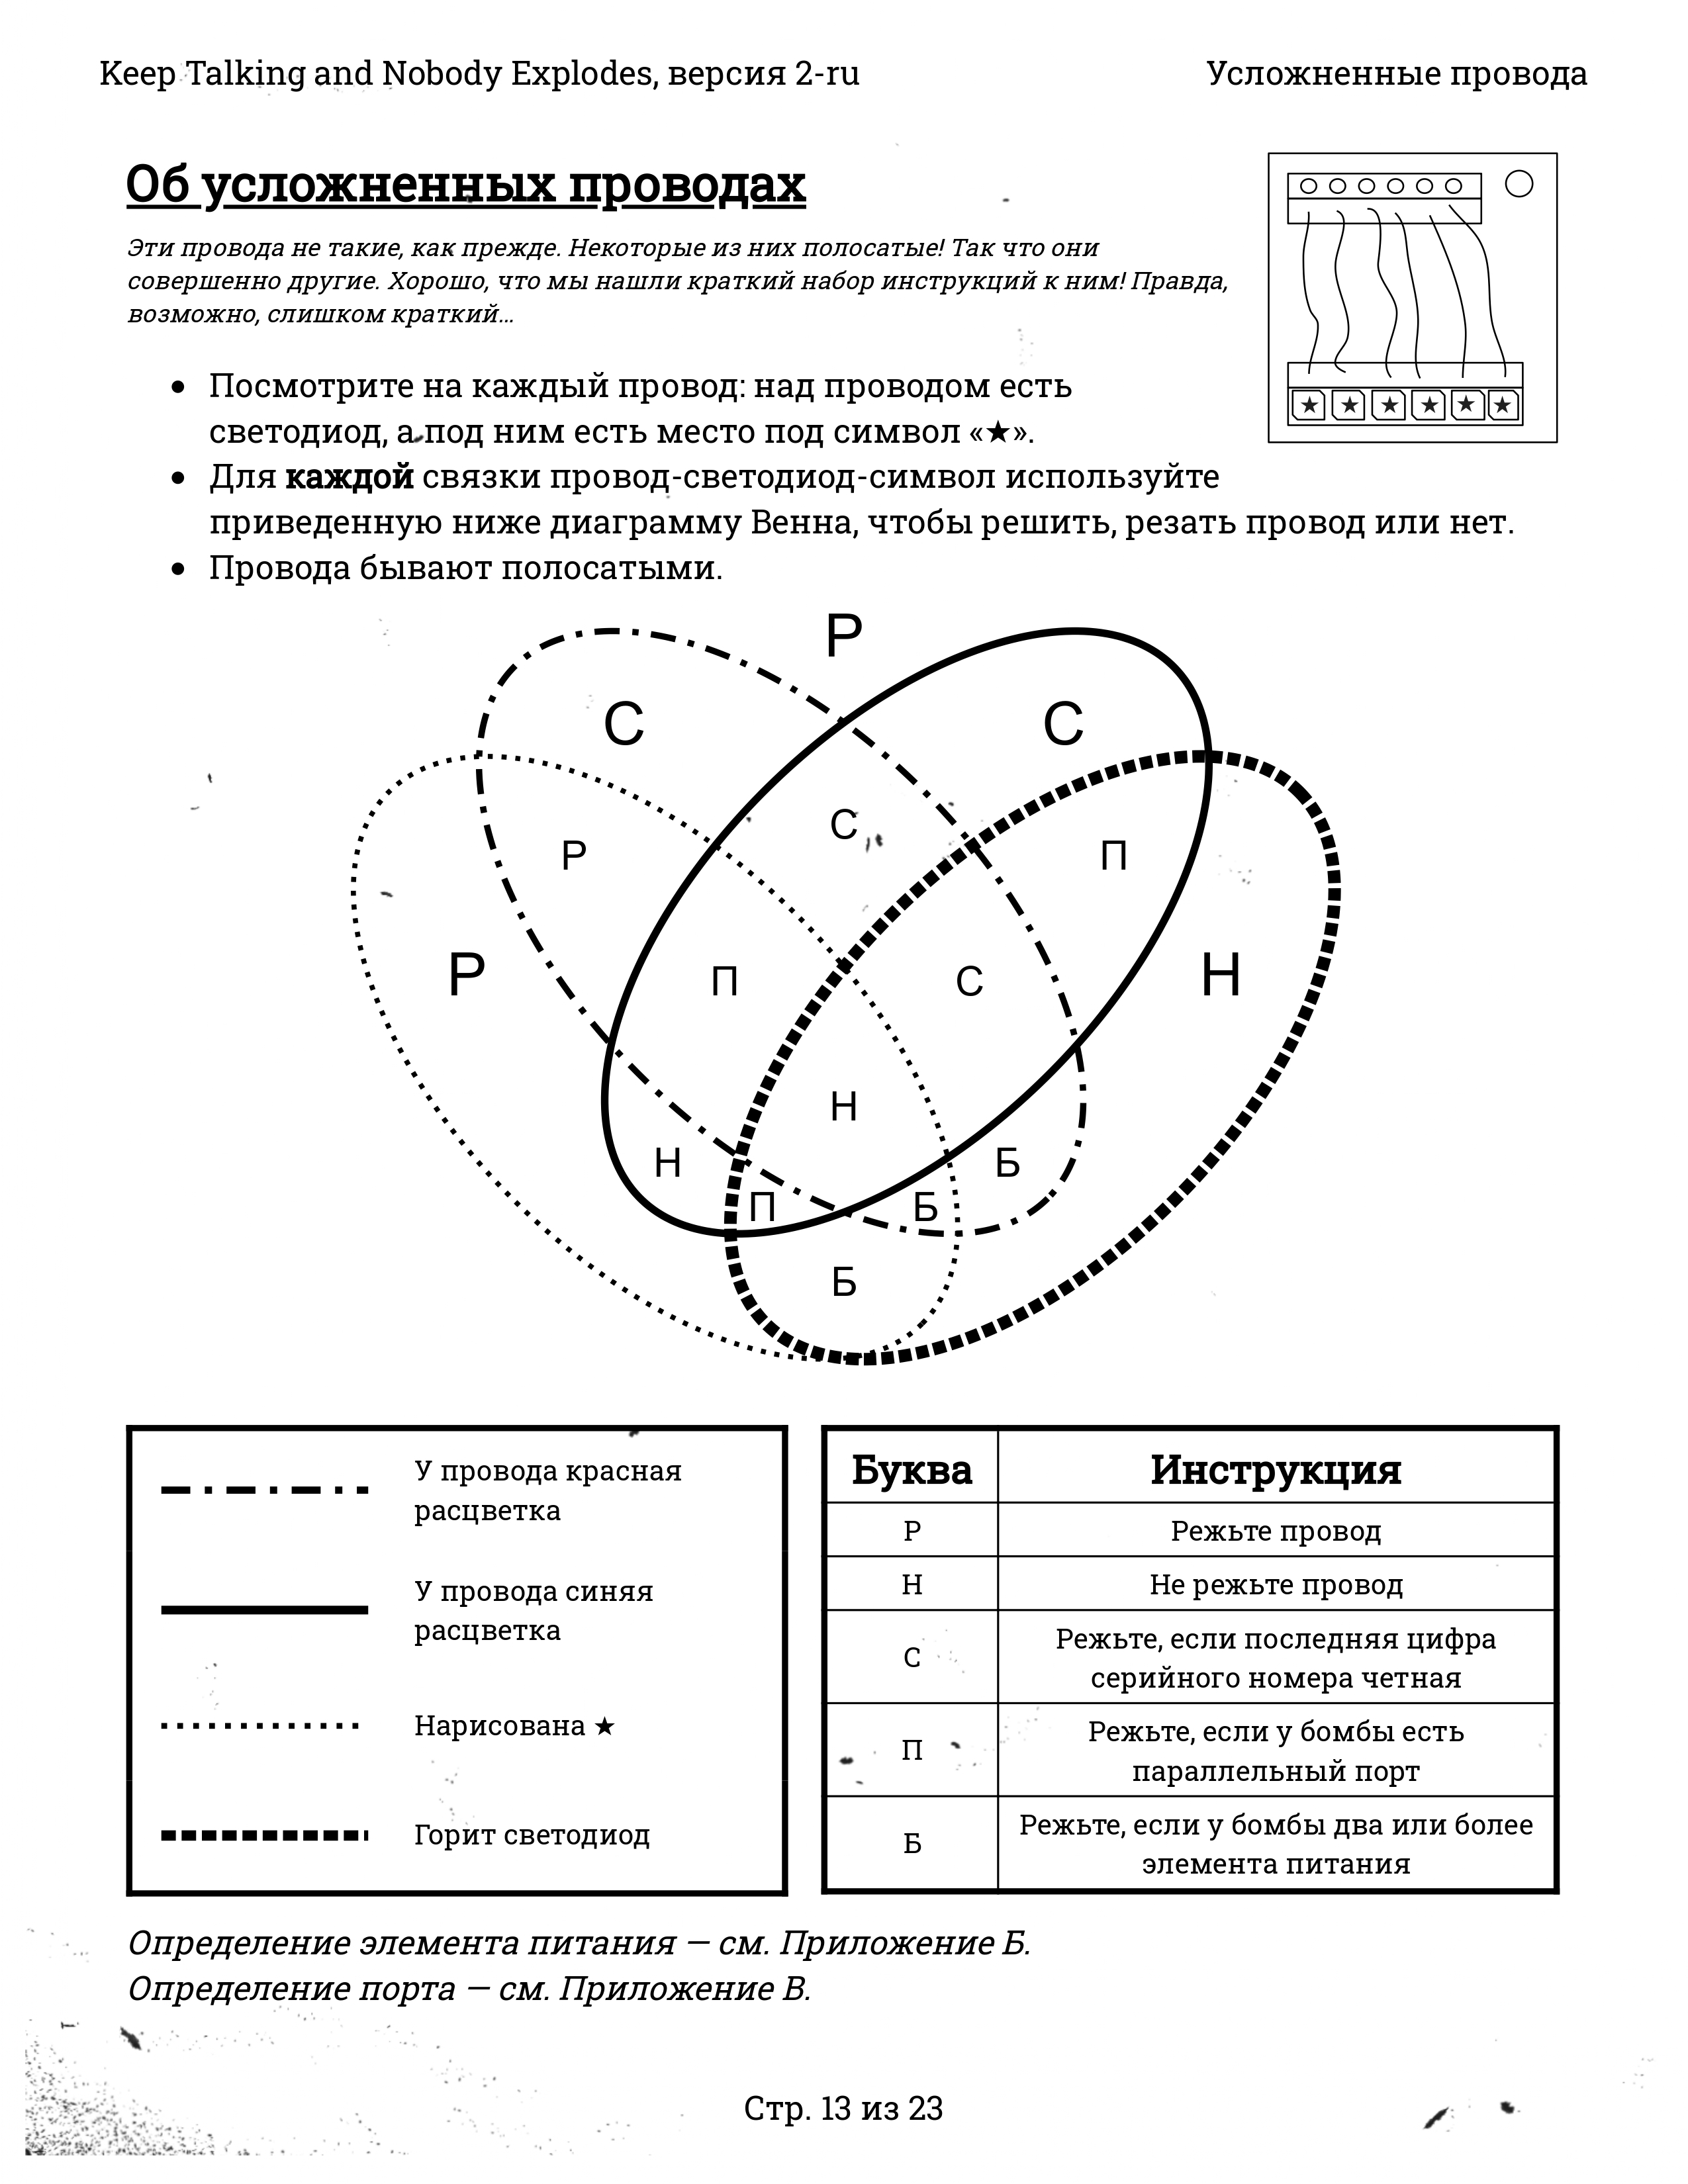 Keep Talking and Nobody Explodes, версия 2-ru
Усложненные провода
Об усложненных проводах
Эти провода не такие, как прежде. Некоторые из них полосатые! Так что они
совершенно другие. Хорошо, что мы нашли краткий набор инструкций к ним! Правда,
возможно, слишком краткий...
• Посмотрите на каждый провод: над проводом есть
светодиод, а под ним есть место под символ «★».
• Для каждой связки провод-светодиод-символ используйте
приведенную ниже диаграмму Венна, чтобы решить, резать провод или нет.
• Провода бывают полосатыми.
Р
С
С
С
Р
П
Р
Н
П
С
Н
Н
Б
П
Б
Б
У провода красная
расцветка
У провода синяя
расцветка
Нарисована ★
Горит светодиод
Буква Инструкция
Р Режьте провод
Н Не режьте провод
С Режьте, если последняя цифра
серийного номера четная
П Режьте, если у бомбы есть
параллельный порт
Б Режьте, если у бомбы два или более
элемента питания
Определение элемента питания — см. Приложение Б.
Определение порта — см. Приложение В.
Стр. 13 из 23